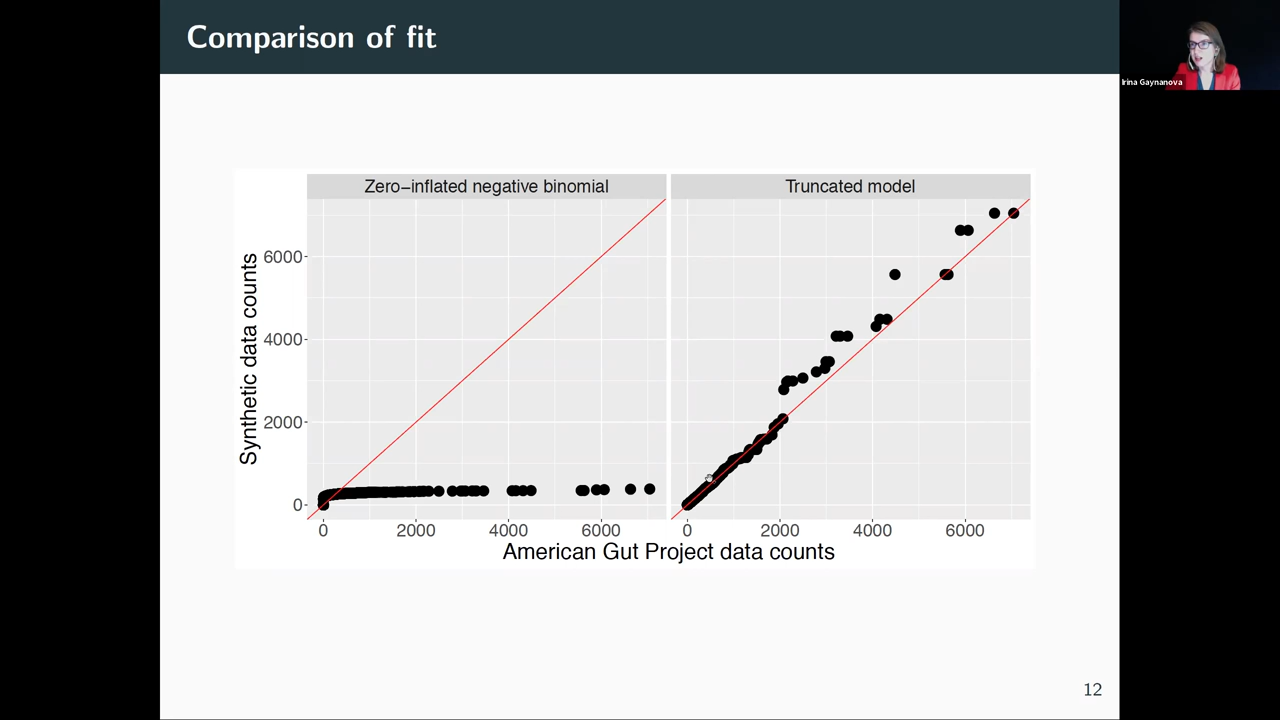 Comparison of fit
Irina Gaynanova
Zero−inflated negative binomial
Truncated model
Synthetic data counts
6000
4000
2000
0
0 2000 4000 6000
0 2000 4000 6000
American Gut Project data counts
12